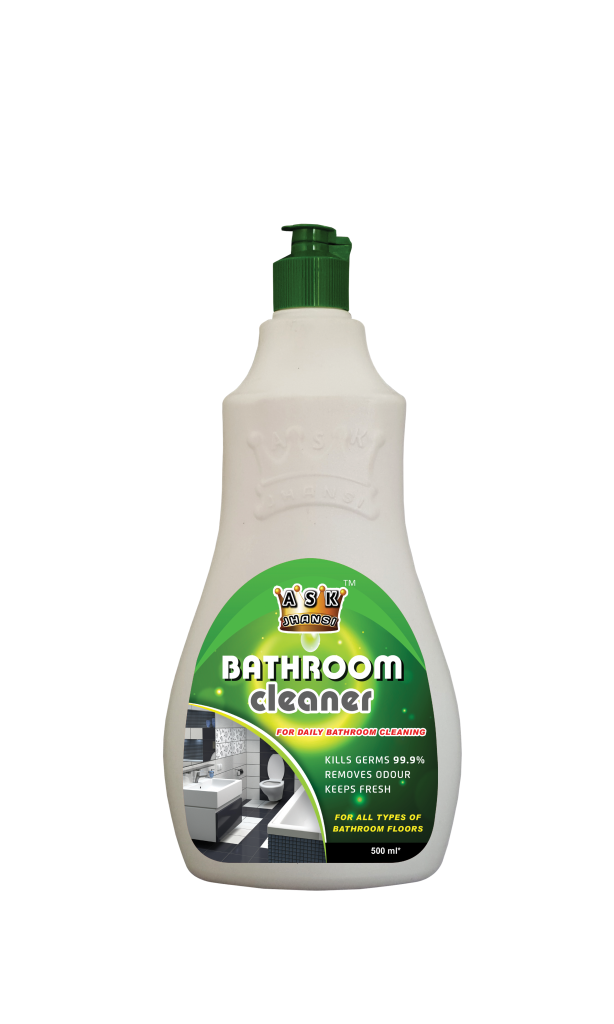 A S K
JHANSI
TM
A S K
JHANSI
BATHROOM
cleaner
FOR DAILY BATHROOM CLEANING
KILLS GERMS 99.9%
REMOVES ODOUR
KEEPS FRESH
FOR ALL TYPES OF
BATHROOM FLOORS
500 ml*